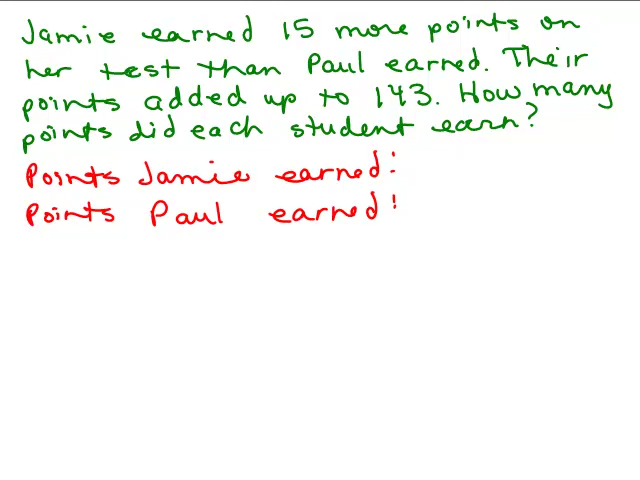 Jamie earned 15 more points on
her test than Paul earned. Their
points added up to 143. How many
points did each student earn?
Points Jamie earned:
Points Paul earned: